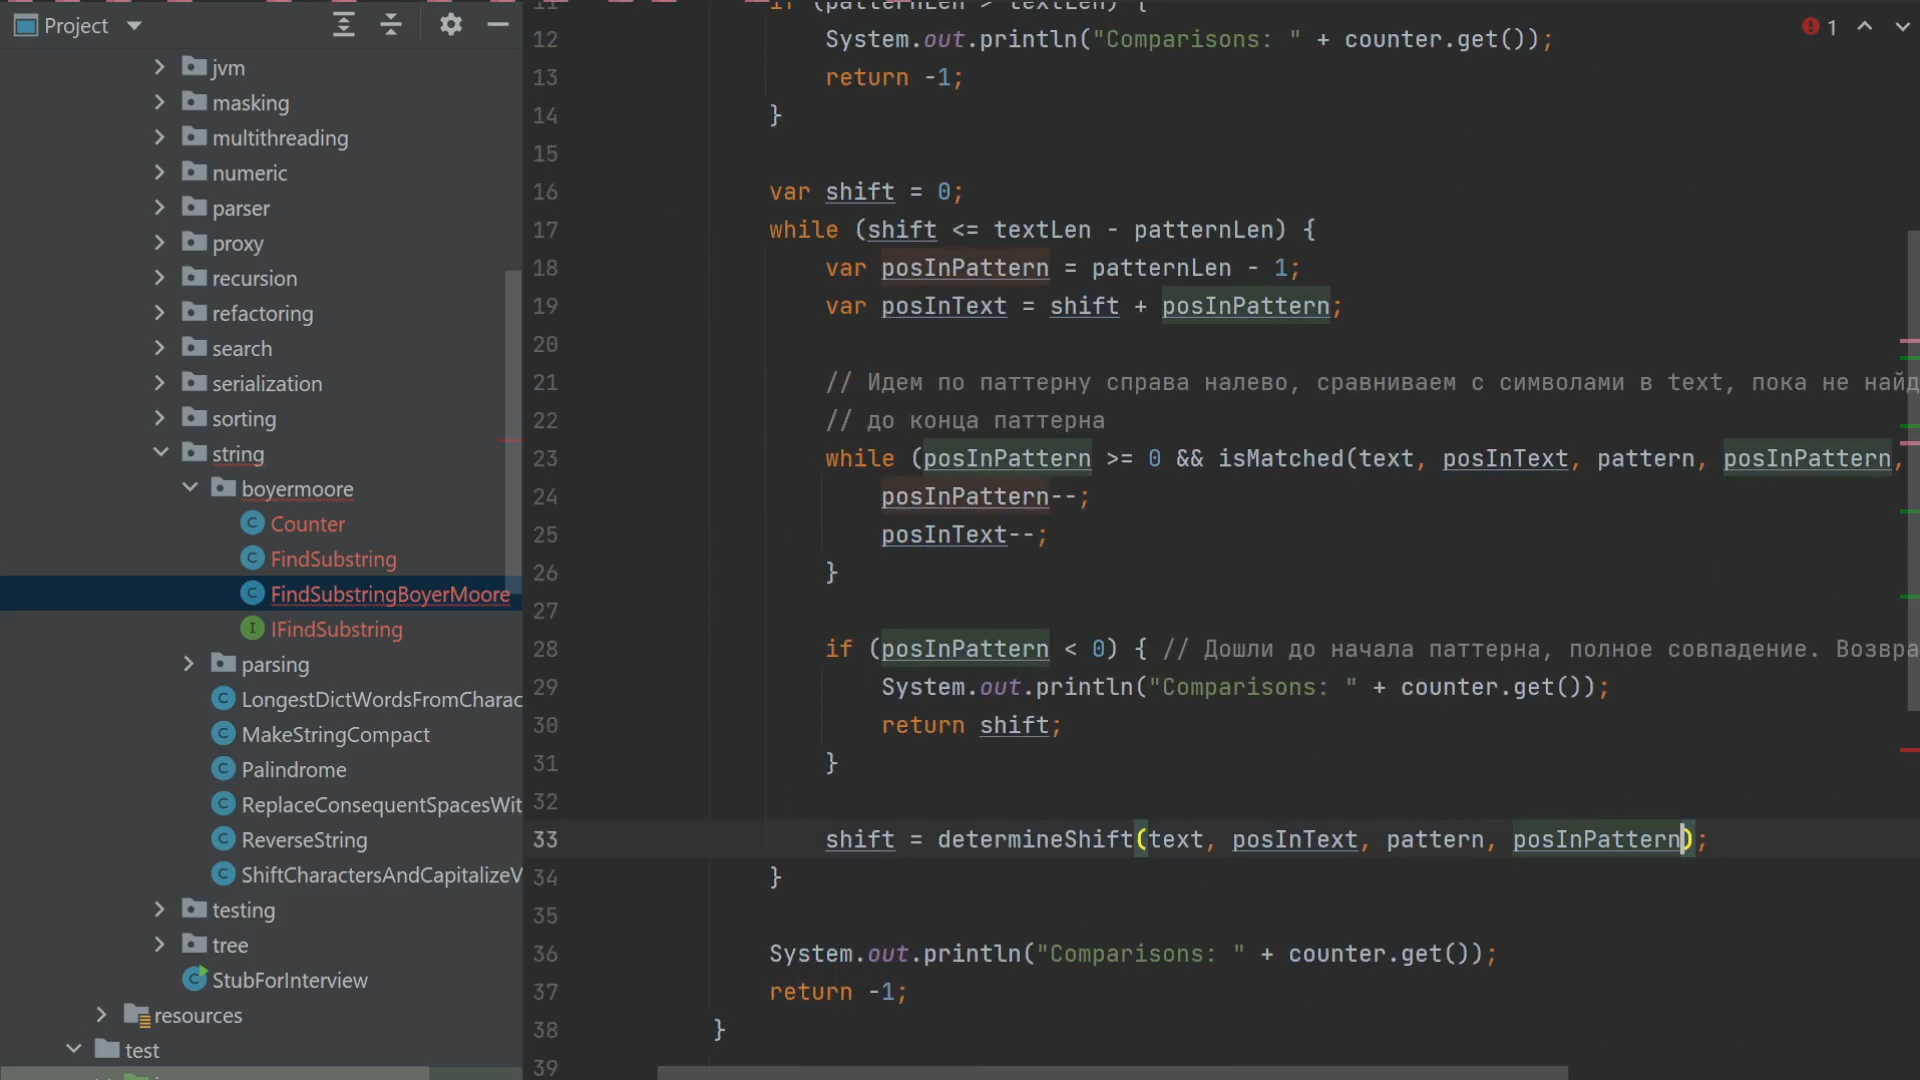 Project
jvm
masking
multithreading
numeric
parser
proxy
recursion
refactoring
search
serialization
sorting
string
boyermoore
Counter
FindSubstring
FindSubstringBoyerMoore
IFindSubstring
parsing
LongestDictWordsFromCharac
MakeStringCompact
Palindrome
ReplaceConsequentSpacesWit
ReverseString
ShiftCharactersAndCapitalizeV
testing
tree
StubForInterview
resources
test
1
11 if (patternLen > textLen) {
12 System.out.println("Comparisons: " + counter.get());
13 return -1;
14 }
15
16 var shift = 0;
17 while (shift <= textLen - patternLen) {
18 var posInPattern = patternLen - 1;
19 var posInText = shift + posInPattern;
20
21 // Идем по паттерну справа налево, сравниваем с символами в text, пока не найд
22 // до конца паттерна
23 while (posInPattern >= 0 && isMatched(text, posInText, pattern, posInPattern,
24 posInPattern--;
25 posInText--;
26 }
27
28 if (posInPattern < 0) { // Дошли до начала паттерна, полное совпадение. Возвра
29 System.out.println("Comparisons: " + counter.get());
30 return shift;
31 }
32
33 shift = determineShift(text, posInText, pattern, posInPattern);
34 }
35
36 System.out.println("Comparisons: " + counter.get());
37 return -1;
38 }
39